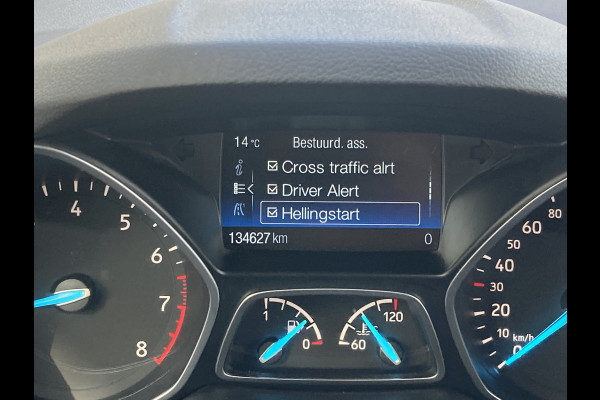 14 °C Bestuurd. ass.
Cross traffic alrt
Driver Alert
Hellingstart
134627 km 0
4
5
6
7
8
1
0
60
120
80
60
40
30
20
10 km/h
0